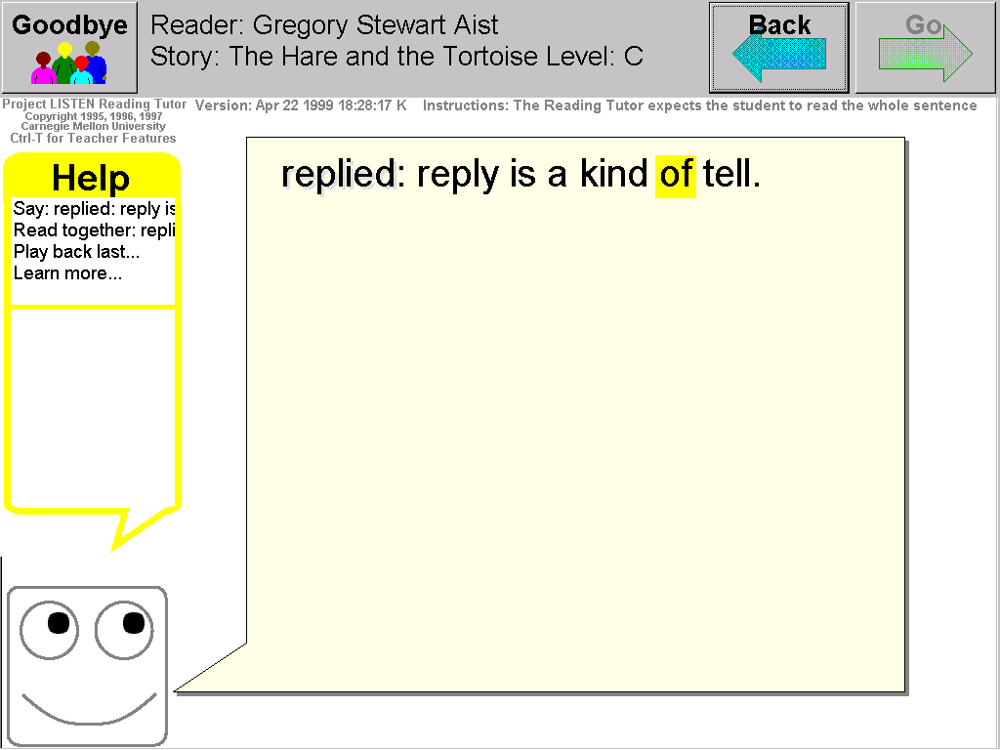 Goodbye
Reader: Gregory Stewart Aist
Story: The Hare and the Tortoise Level: C
Back
Go
Project LISTEN Reading Tutor
Copyright 1995, 1996, 1997
Carnegie Mellon University
Ctrl-T for Teacher Features
Version: Apr 22 1999 18:28:17 K Instructions: The Reading Tutor expects the student to read the whole sentence
Help
Say: replied: reply is
Read together: repli
Play back last...
Learn more...
replied: reply is a kind of tell.